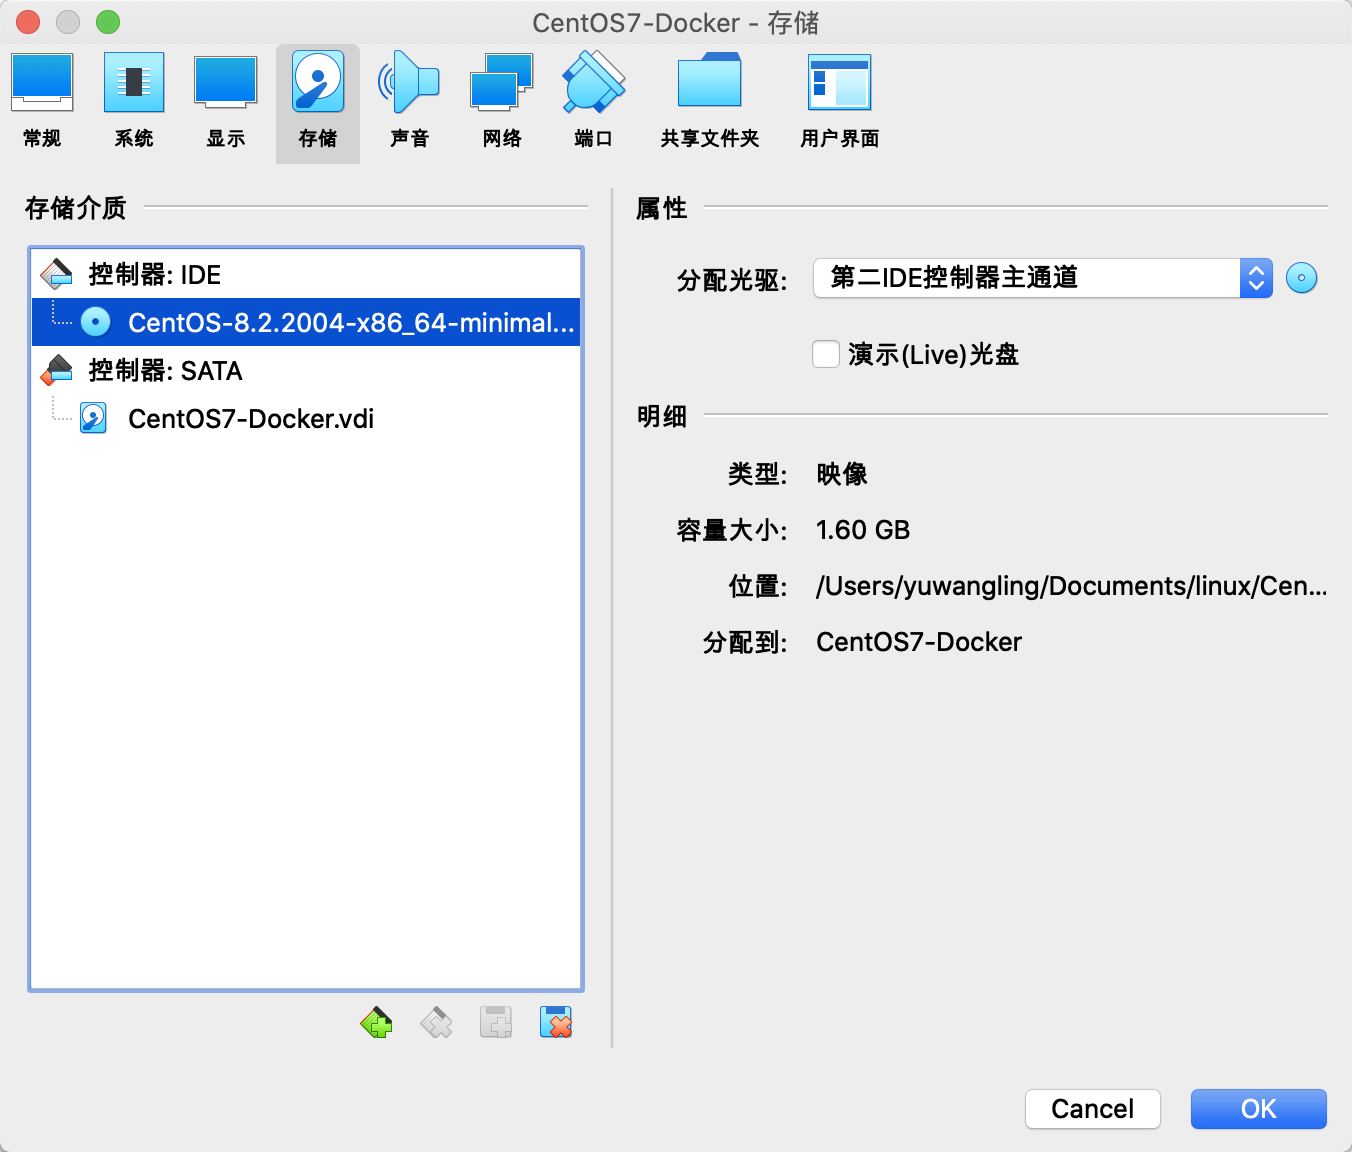 CentOS7-Docker - 存储
常规 系统 显示 存储 声音 网络 端口 共享文件夹 用户界面
存储介质
控制器: IDE
CentOS-8.2.2004-x86_64-minimal...
控制器: SATA
CentOS7-Docker.vdi
属性
分配光驱: 第二IDE控制器主通道
演示(Live)光盘
明细
类型: 映像
容量大小: 1.60 GB
位置: /Users/yuwangling/Documents/linux/Cen...
分配到: CentOS7-Docker
Cancel OK